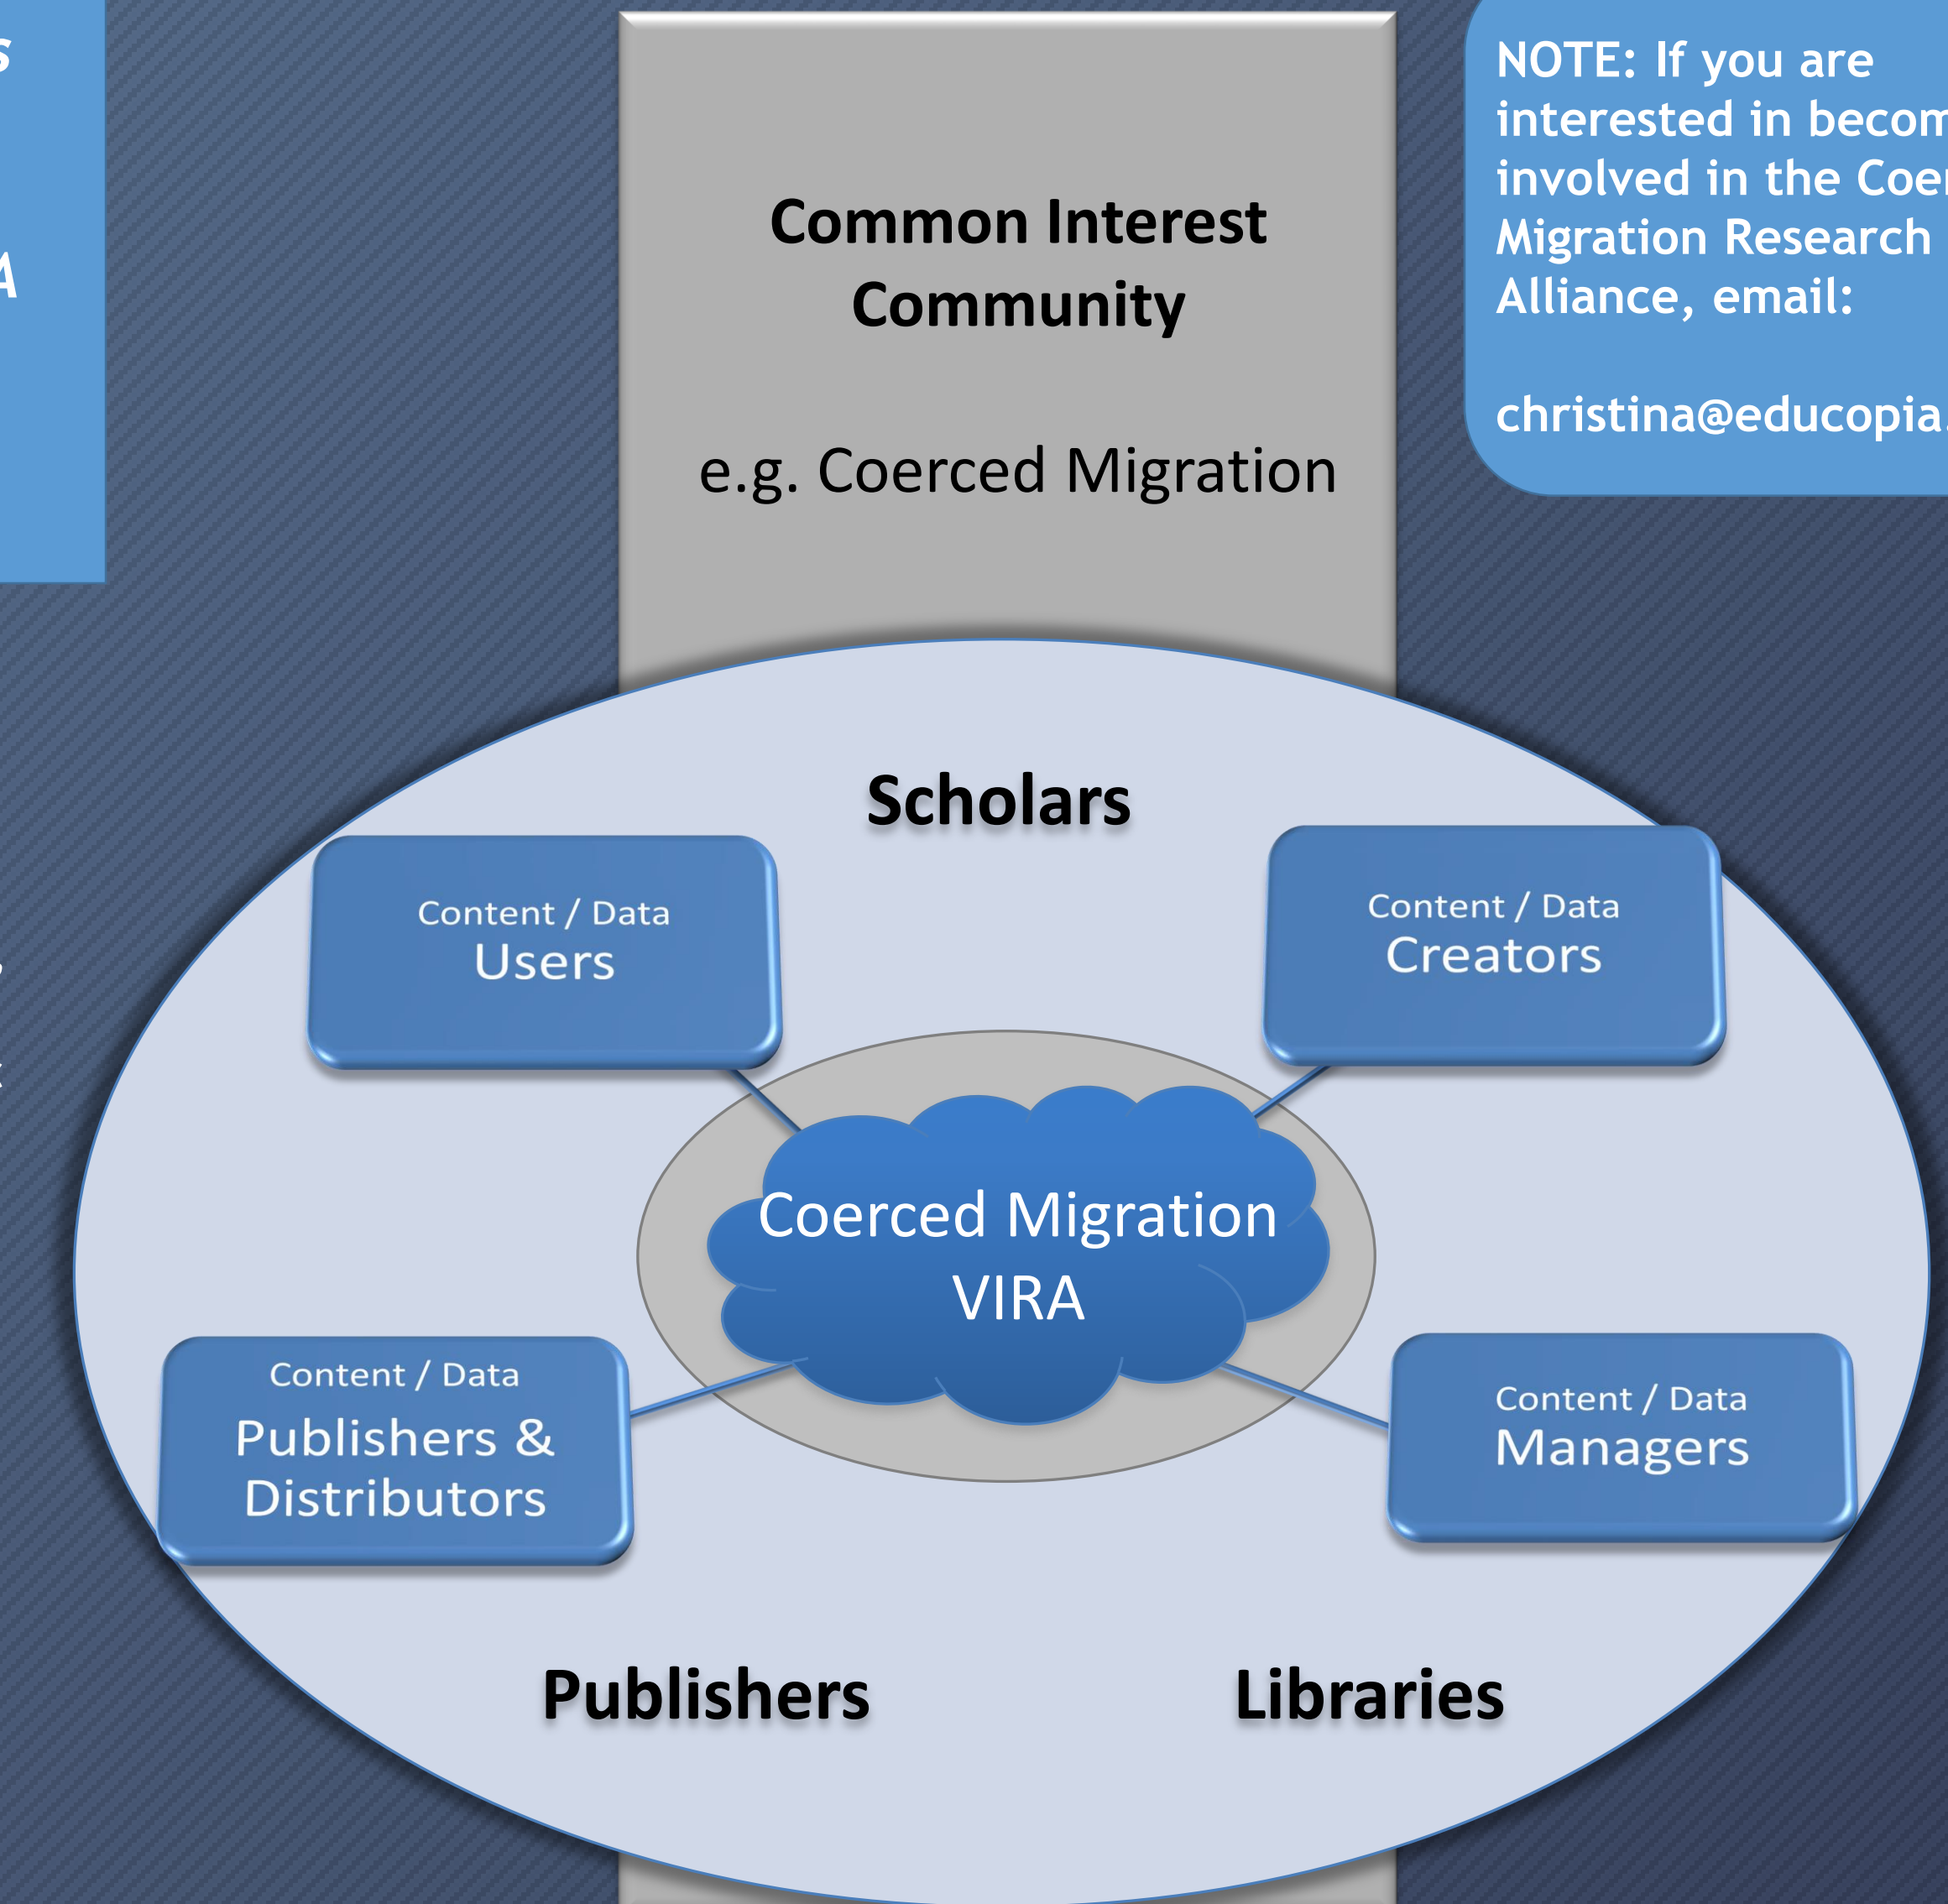 A
Common Interest
Community
e.g. Coerced Migration
NOTE: If you are
interested in
involved in the
Migration Research
Alliance, email:
christina@educopia.
Scholars
Content / Data
Users
Content / Data
Creators
Coerced Migration
VIRA
Content / Data
Publishers &
Distributors
Content / Data
Managers
Publishers
Libraries